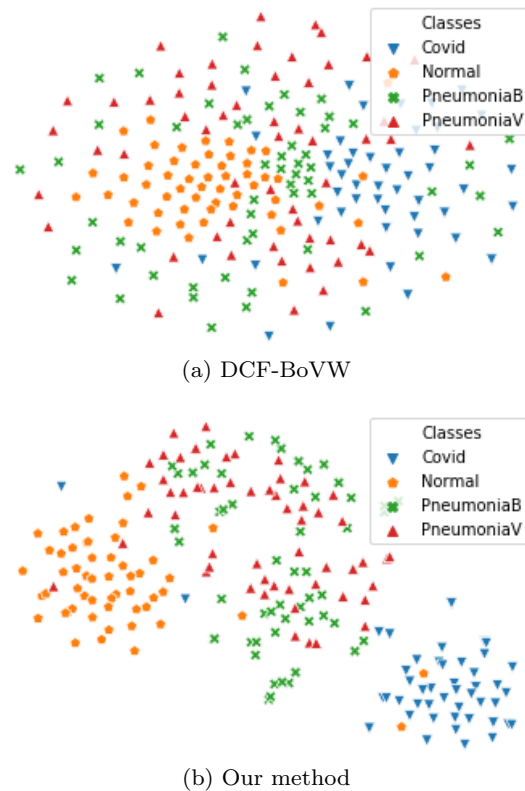 Classes
Covid
Normal
PneumoniaB
PneumoniaV
(a) DCF-BoVW
Classes
Covid
Normal
PneumoniaB
PneumoniaV
(b) Our method